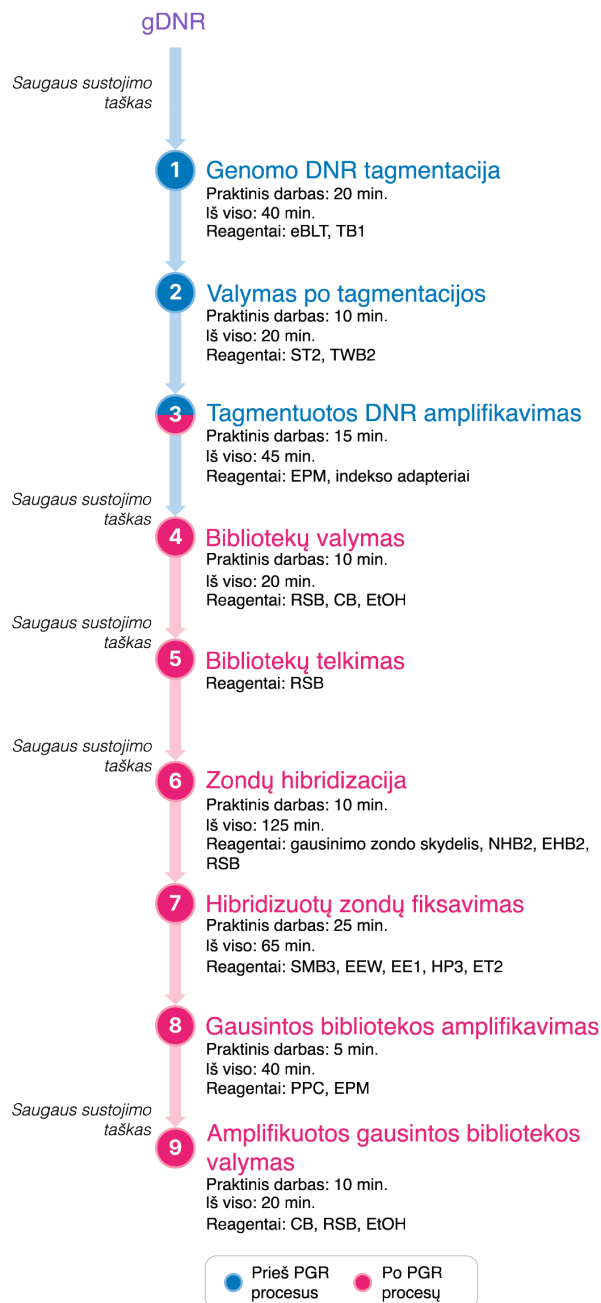 gDNR
Saugaus sustojimo
taškas
1
Genomo DNR tagmentacija
Praktinis darbas: 20 min.
Iš viso: 40 min.
Reagentai: eBLT, TB1
2
Valymas po tagmentacijos
Praktinis darbas: 10 min.
Iš viso: 20 min.
Reagentai: ST2, TWB2
3
Tagmentuotos DNR amplifikavimas
Praktinis darbas: 15 min.
Iš viso: 45 min.
Reagentai: EPM, indekso adapteriai
Saugaus sustojimo
taškas
4
Bibliotekų valymas
Praktinis darbas: 10 min.
Iš viso: 20 min.
Reagentai: RSB, CB, EtOH
Saugaus sustojimo
taškas
5
Bibliotekų telkimas
Reagentai: RSB
Saugaus sustojimo
taškas
6
Zondų hibridizacija
Praktinis darbas: 10 min.
Iš viso: 125 min.
Reagentai: gausinimo zondo skydelis, NHB2, EHB2,
RSB
7
Hibridizuotų zondų fiksavimas
Praktinis darbas: 25 min.
Iš viso: 65 min.
Reagentai: SMB3, EEW, EE1, HP3, ET2
8
Gausintos bibliotekos amplifikavimas
Praktinis darbas: 5 min.
Iš viso: 40 min.
Reagentai: PPC, EPM
Saugaus sustojimo
taškas
9
Amplifikuotos gausintos bibliotekos
valymas
Praktinis darbas: 10 min.
Iš viso: 20 min.
Reagentai: CB, RSB, EtOH
Prieš PGR
procesus
Po PGR
procesų